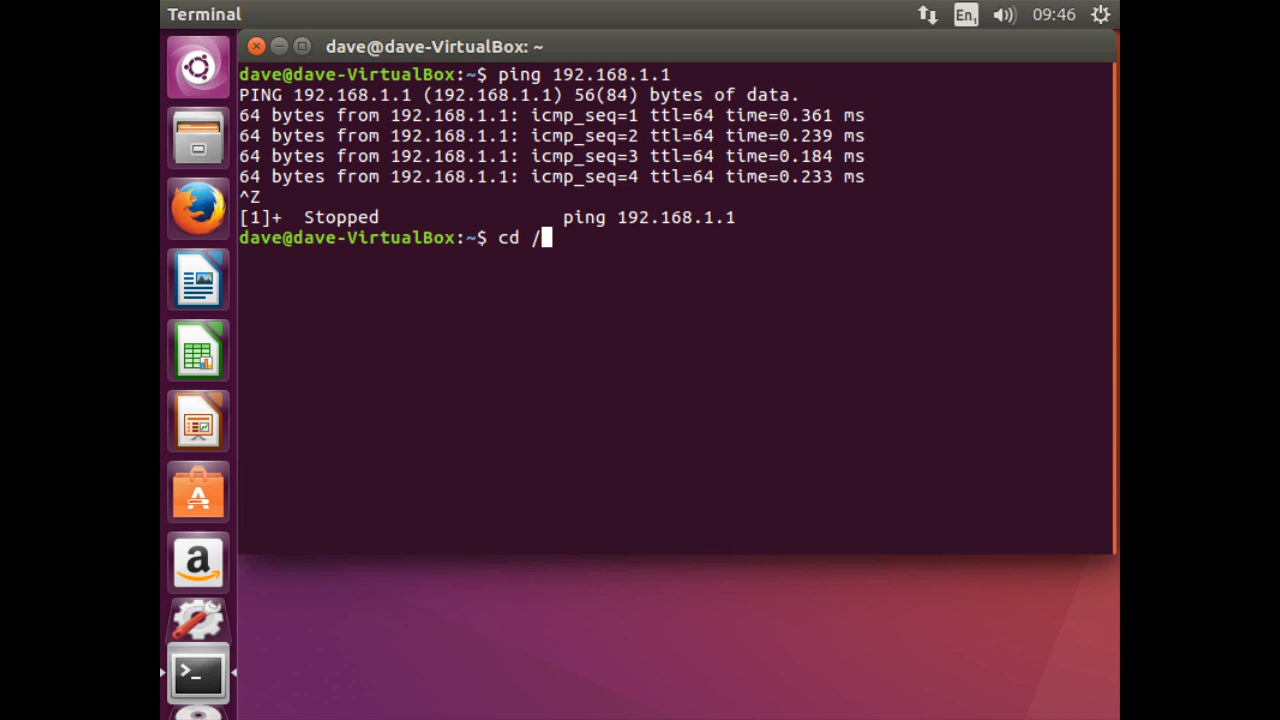 Terminal
En1
09:46
dave@dave-VirtualBox: ~
dave@dave-VirtualBox:~$ ping 192.168.1.1
PING 192.168.1.1 (192.168.1.1) 56(84) bytes of data.
64 bytes from 192.168.1.1: icmp_seq=1 ttl=64 time=0.361 ms
64 bytes from 192.168.1.1: icmp_seq=2 ttl=64 time=0.239 ms
64 bytes from 192.168.1.1: icmp_seq=3 ttl=64 time=0.184 ms
64 bytes from 192.168.1.1: icmp_seq=4 ttl=64 time=0.233 ms
^Z
[1]+  Stopped                 ping 192.168.1.1
dave@dave-VirtualBox:~$ cd /